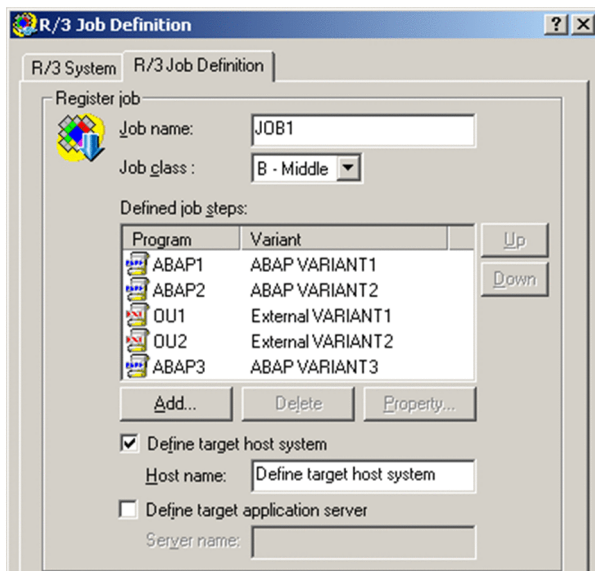 R/3 Job Definition
R/3 System R/3 Job Definition
Register job
Job name: JOB1
Job class : B - Middle
Defined job steps:
Program Variant Up
ABAP1 ABAP VARIANT1
ABAP2 ABAP VARIANT2 Down
OU1 External VARIANT1
OU2 External VARIANT2
ABAP3 ABAP VARIANT3
Add... Delete Property...
Define target host system
Host name: Define target host system
Define target application server
Server name: